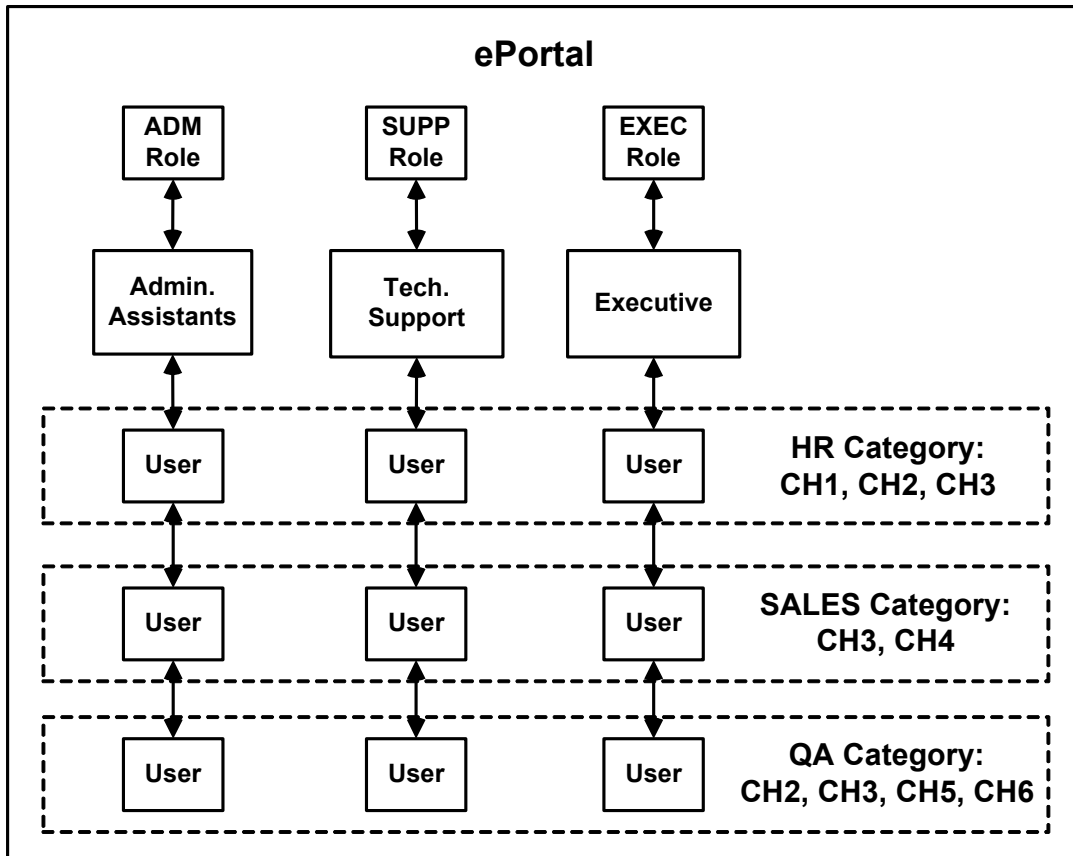 ePortal
ADM
Role
SUPP
Role
EXEC
Role
Admin.
Assistants
Tech.
Support
Executive
User
User
User
HR Category:
CH1, CH2, CH3
User
User
User
SALES Category:
CH3, CH4
User
User
User
QA Category:
CH2, CH3, CH5, CH6